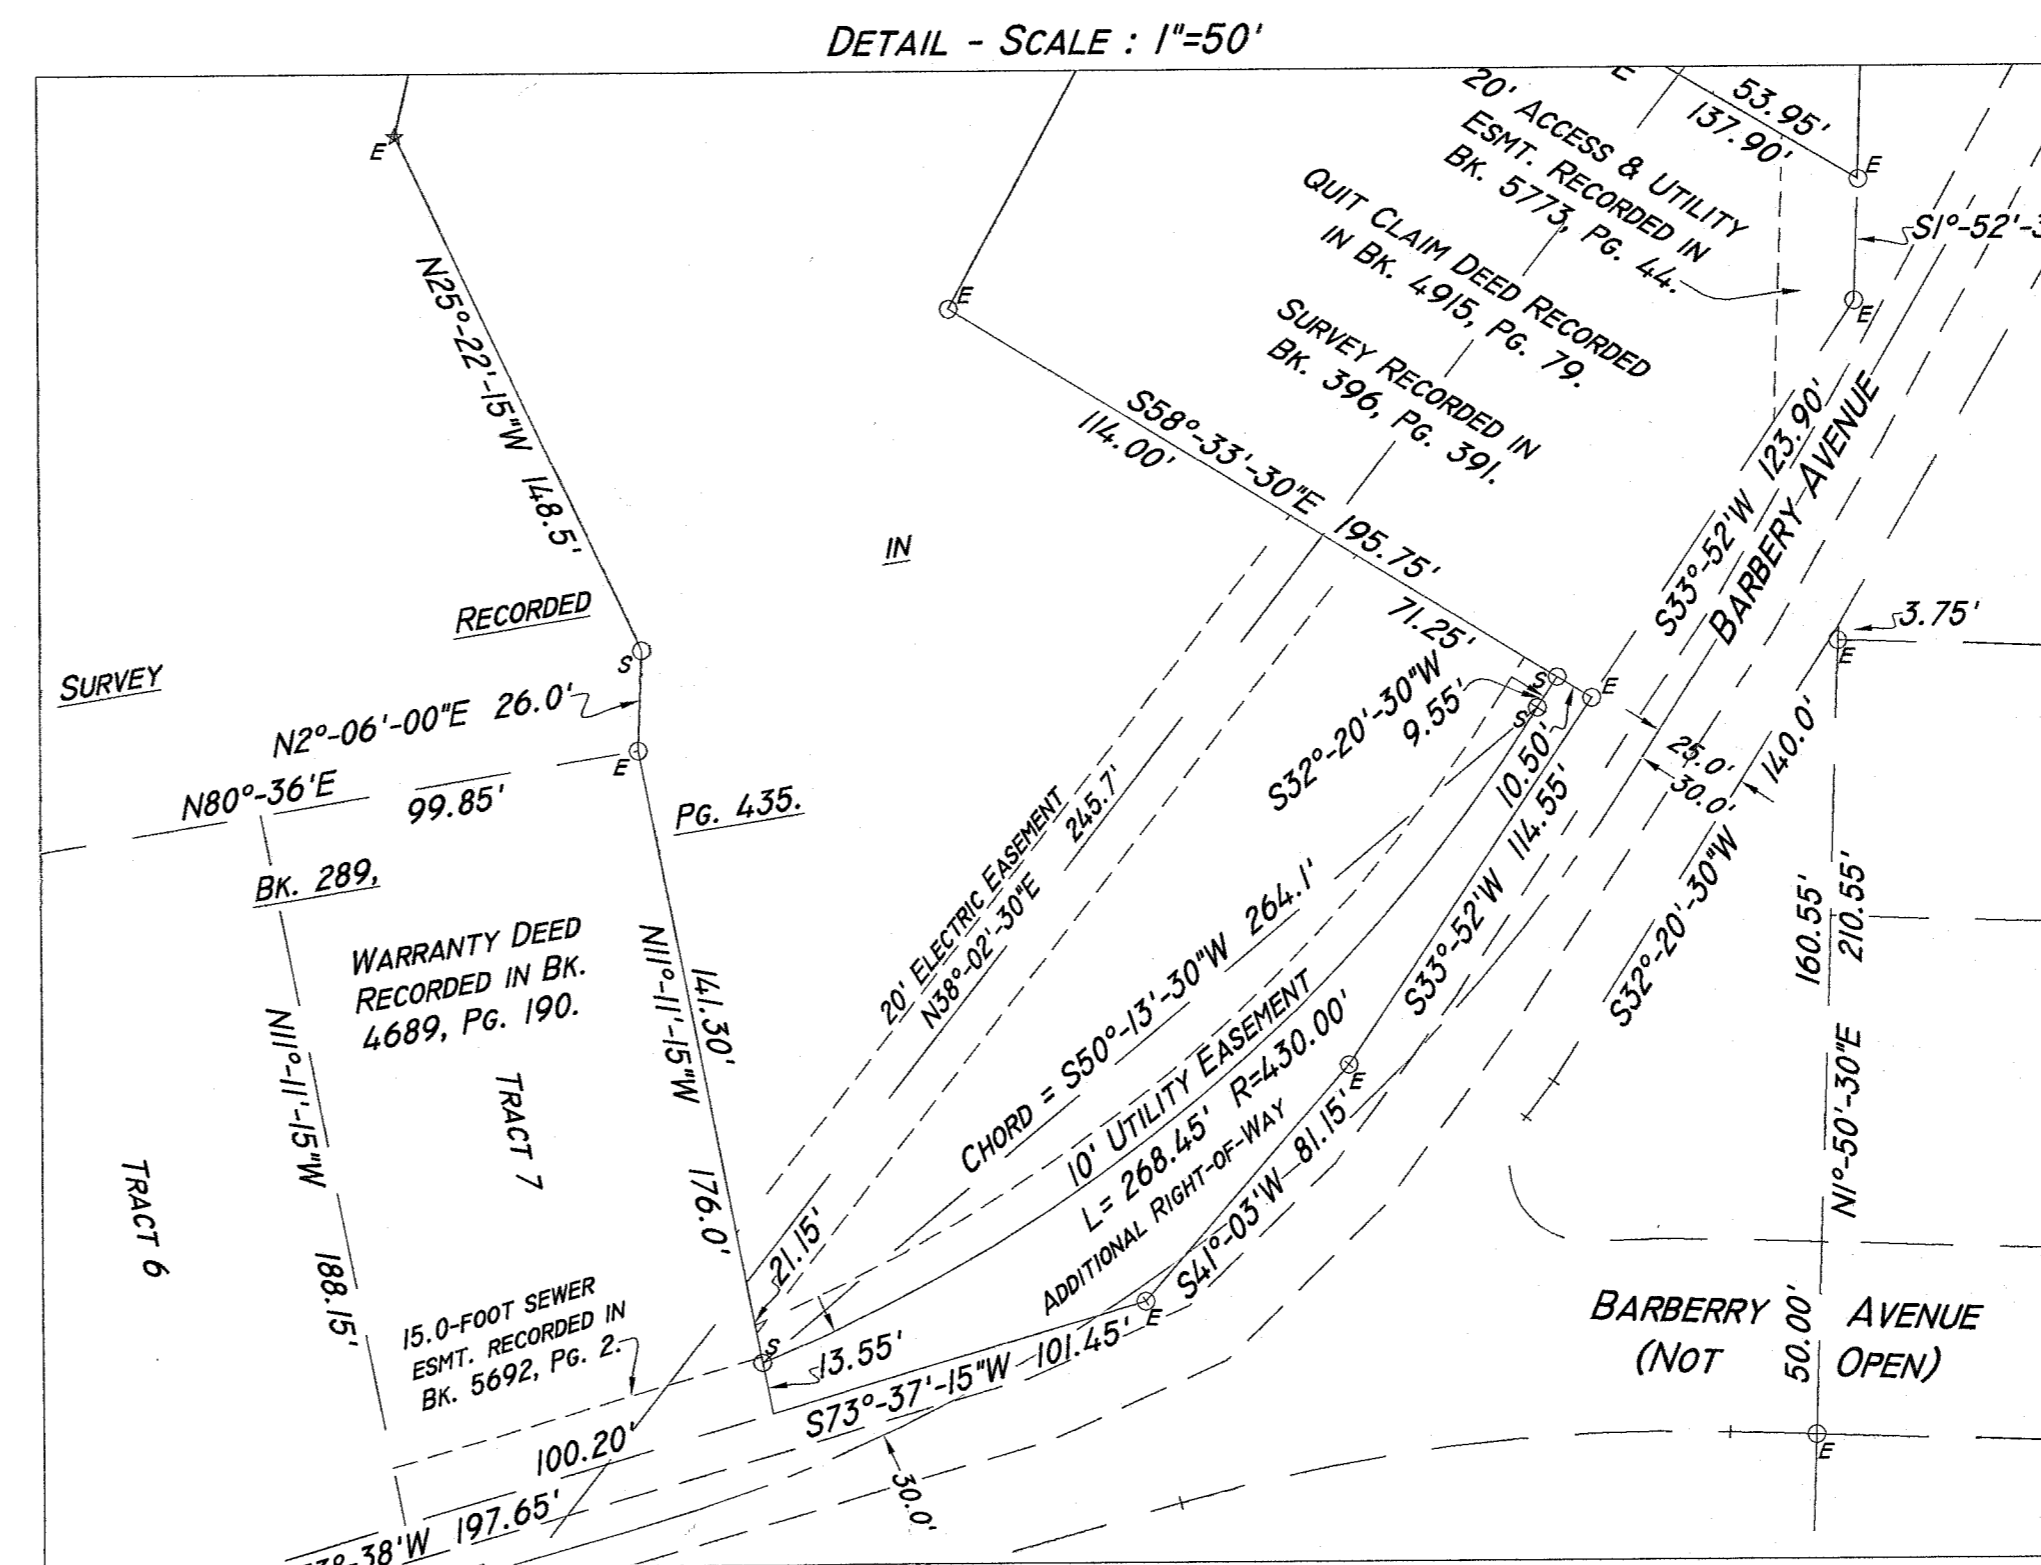 DETAIL - SCALE : 1"=50'
E
E
53.95'
137.90'
E
20' ACCESS & UTILITY
ESMT. RECORDED IN
BK. 5773, PG. 44.
S1°-52'-3
E
QUIT CLAIM DEED RECORDED
IN BK. 4915, PG. 79.
SURVEY RECORDED IN
BK. 396, PG. 391.
E
N25°-22'-15"W 148.5'
S58°-33'-30"E 195.75'
114.00'
71.25'
S33°-52'W 123.90'
BARBERY AVENUE
3.75'
E
IN
RECORDED
SURVEY
S
N2°-06'-00"E 26.0'
E
N80°-36'E
99.85'
PG. 435.
BK. 289,
S
S
E
S32°-20'-30"W
9.55'
10.50'
25.0'
30.0'
140.0'
S32°-20'-30"W
S33°-52'W 114.55'
160.55'
210.55'
N1°-50'-30"E
20' ELECTRIC EASEMENT
N38°-02'-30"E 245.7'
WARRANTY DEED
RECORDED IN BK.
4689, PG. 190.
TRACT 7
TRACT 6
N11°-11'-15"W 188.15'
141.30'
N11°-11'-15"W 176.0'
CHORD = S50°-13'-30"W 264.1'
10' UTILITY EASEMENT
L= 268.45' R=430.00'
ADDITIONAL RIGHT-OF-WAY
E
S41°-03'W 81.15'
E
21.15'
S
13.55'
S73°-37'-15"W 101.45'
15.0-FOOT SEWER
ESMT. RECORDED IN
BK. 5692, PG. 2.
100.20'
38'W 197.65'
30.0'
BARBERRY AVENUE
(NOT OPEN)
50.00'
E